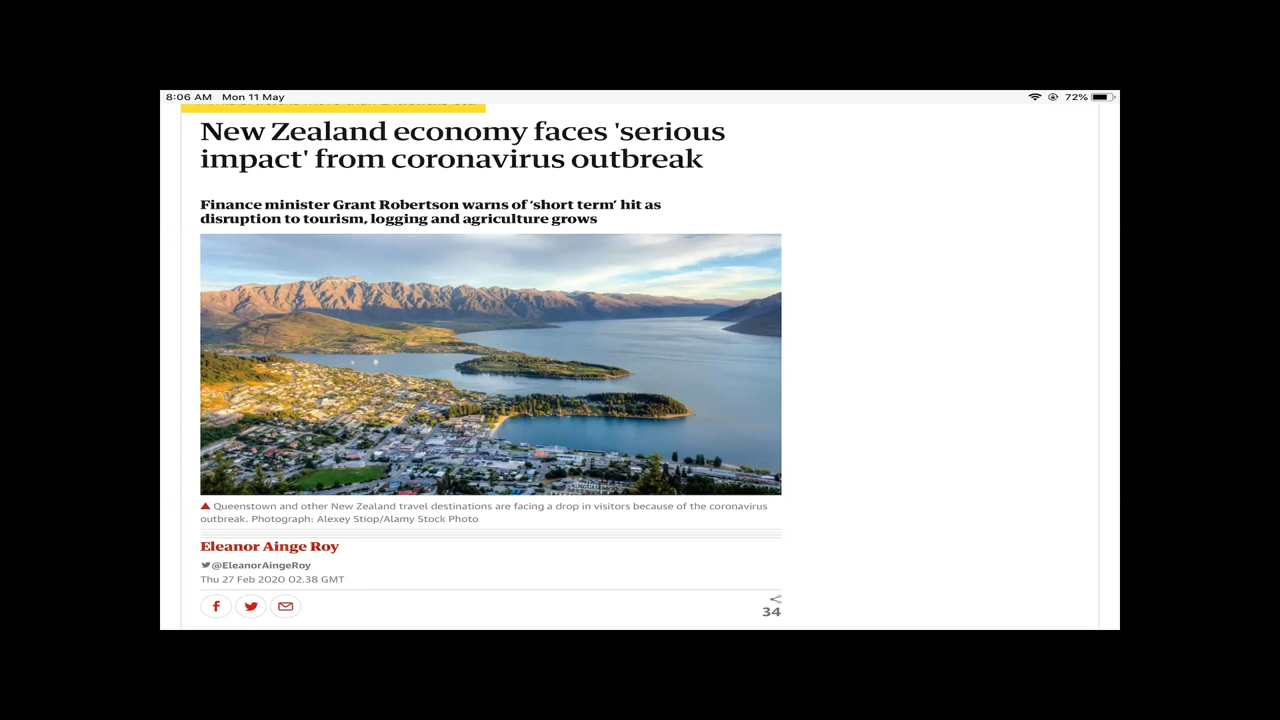 8:06 AM Mon 11 May
72%
New Zealand economy faces 'serious
impact' from coronavirus outbreak
Finance minister Grant Robertson warns of ‘short term’ hit as
disruption to tourism, logging and agriculture grows
Queenstown and other New Zealand travel destinations are facing a drop in visitors because of the coronavirus
outbreak. Photograph: Alexey Stiop/Alamy Stock Photo
Eleanor Ainge Roy
@EleanorAingeRoy
Thu 27 Feb 2020 02.38 GMT
34